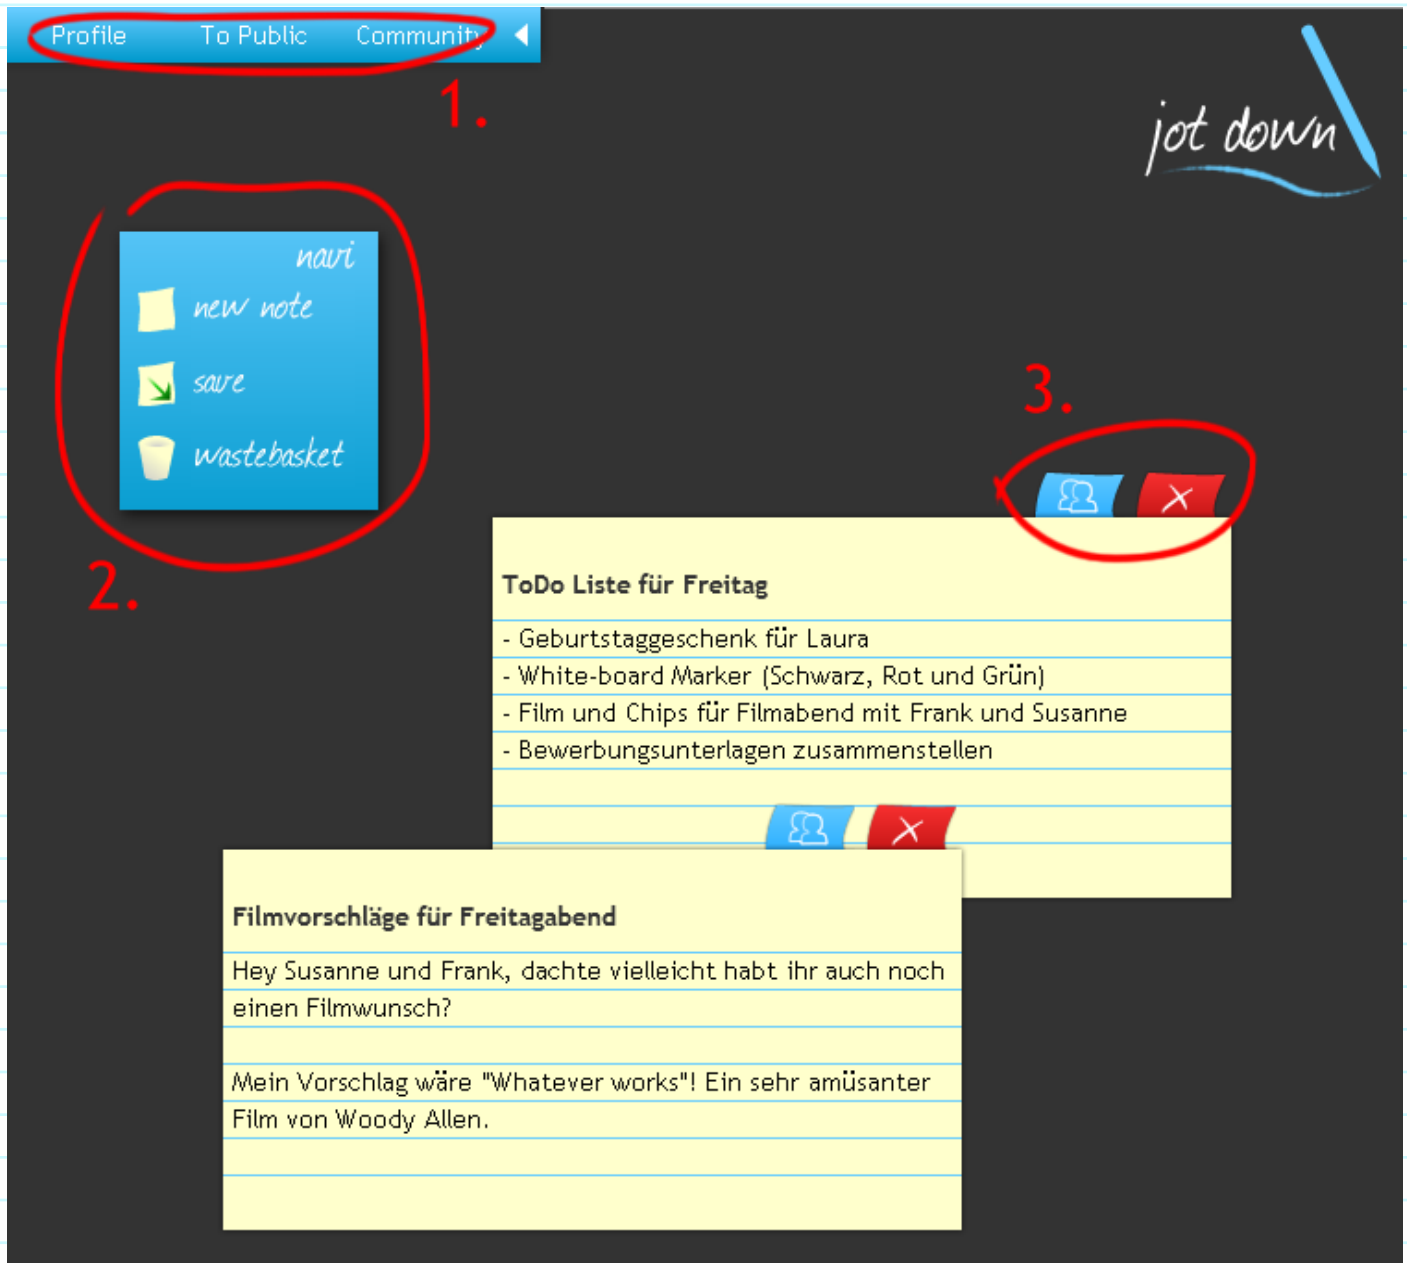 Profile To Public Community
1.
jot down
navi
new note
save
wastebasket
2.
3.
ToDo Liste für Freitag
- Geburtstaggeschenk für Laura
- White-board Marker (Schwarz, Rot und Grün)
- Film und Chips für Filmabend mit Frank und Susanne
- Bewerbungsunterlagen zusammenstellen
Filmvorschläge für Freitagabend
Hey Susanne und Frank, dachte vielleicht habt ihr auch noch
einen Filmwunsch?
Mein Vorschlag wäre "Whatever works"! Ein sehr amüsanter
Film von Woody Allen.